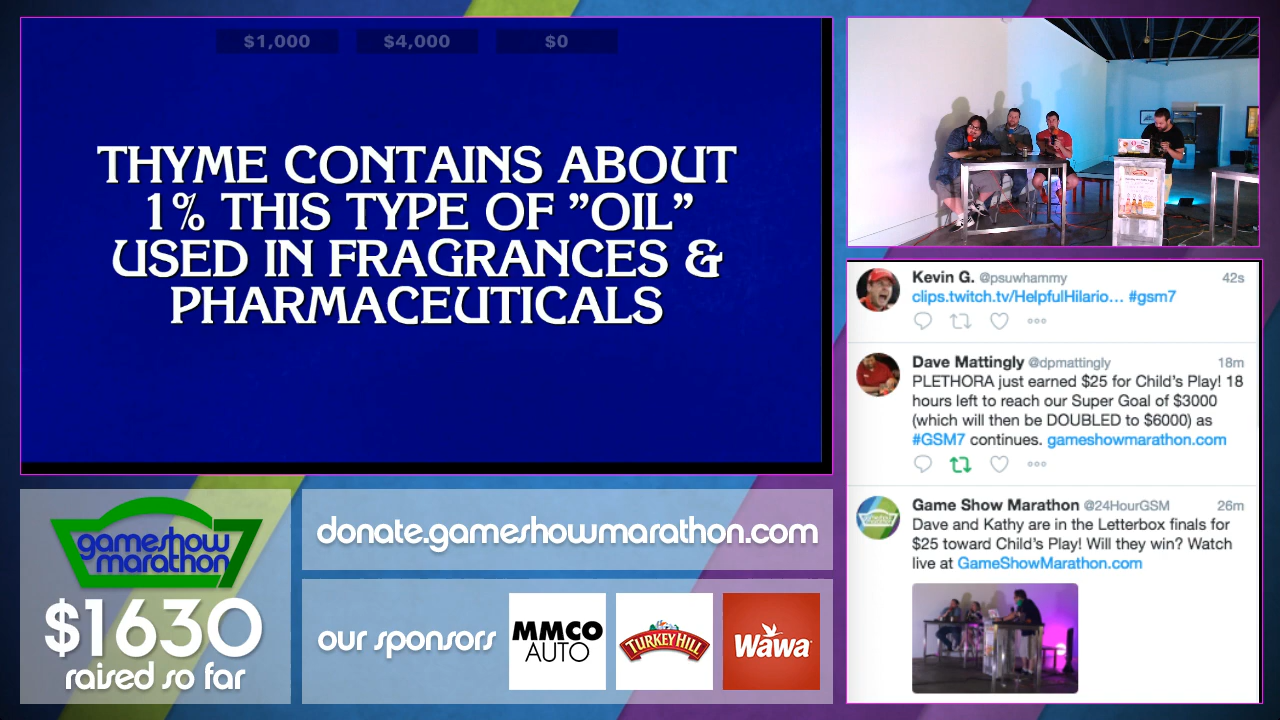 $1,000 $4,000 $0
THYME CONTAINS ABOUT
1% THIS TYPE OF "OIL"
USED IN FRAGRANCES &
PHARMACEUTICALS
gameshow
marathon
7
$1630
raised so far
donate.gameshowmarathon.com
our sponsors
MMCO
AUTO
TURKEY HILL
Wawa
Kevin G. @psuwhammy 42s
clips.twitch.tv/HelpfulHilario… #gsm7
Dave Mattingly @dpmattingly 18m
PLETHORA just earned $25 for Child's Play! 18
hours left to reach our Super Goal of $3000
(which will then be DOUBLED to $6000) as
#GSM7 continues. gameshowmarathon.com
Game Show Marathon @24HourGSM 26m
Dave and Kathy are in the Letterbox finals for
$25 toward Child's Play! Will they win? Watch
live at GameShowMarathon.com